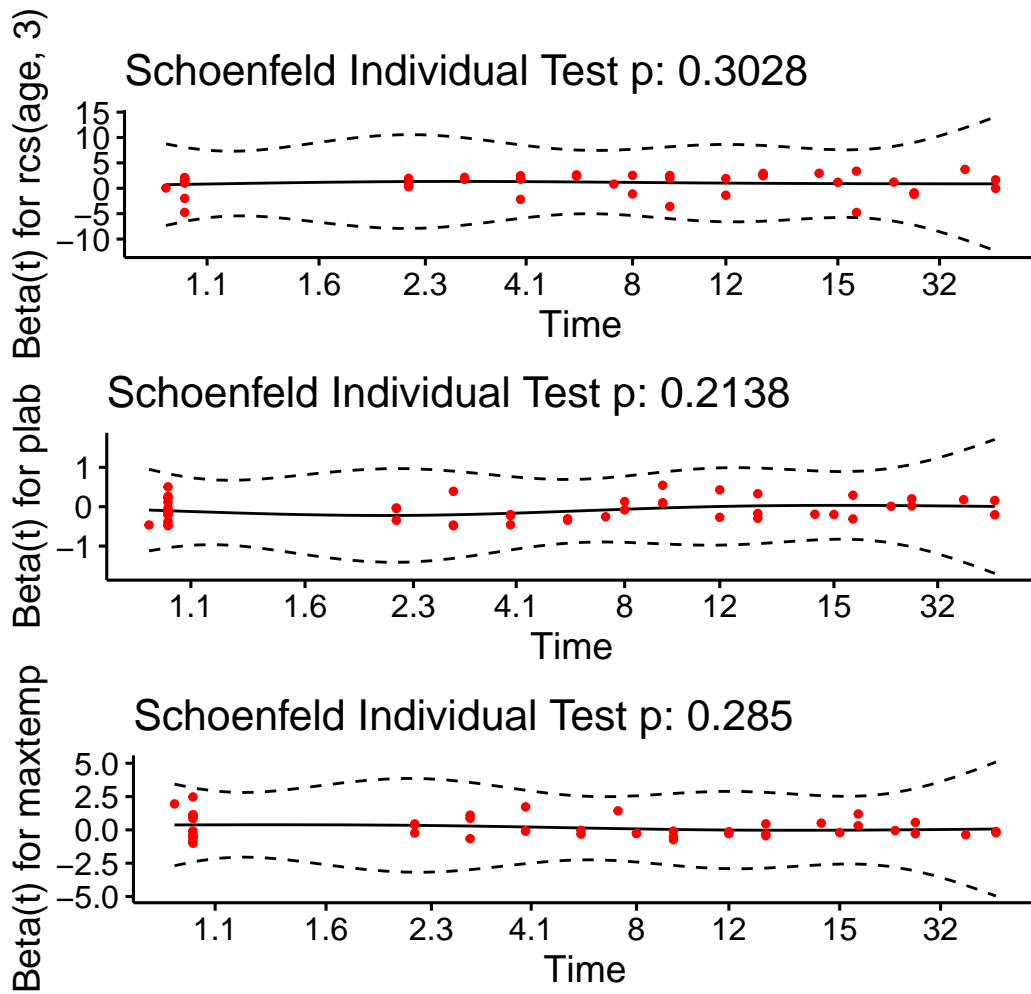 Schoenfeld Individual Test p: 0.3028
Beta(t) for rcs(age, 3)
15
10
5
0
−5
−10
1.1 1.6 2.3 4.1 8 12 15 32
Time
Schoenfeld Individual Test p: 0.2138
Beta(t) for plab
1
0
−1
1.1 1.6 2.3 4.1 8 12 15 32
Time
Schoenfeld Individual Test p: 0.285
Beta(t) for maxtemp
5.0
2.5
0.0
−2.5
−5.0
1.1 1.6 2.3 4.1 8 12 15 32
Time